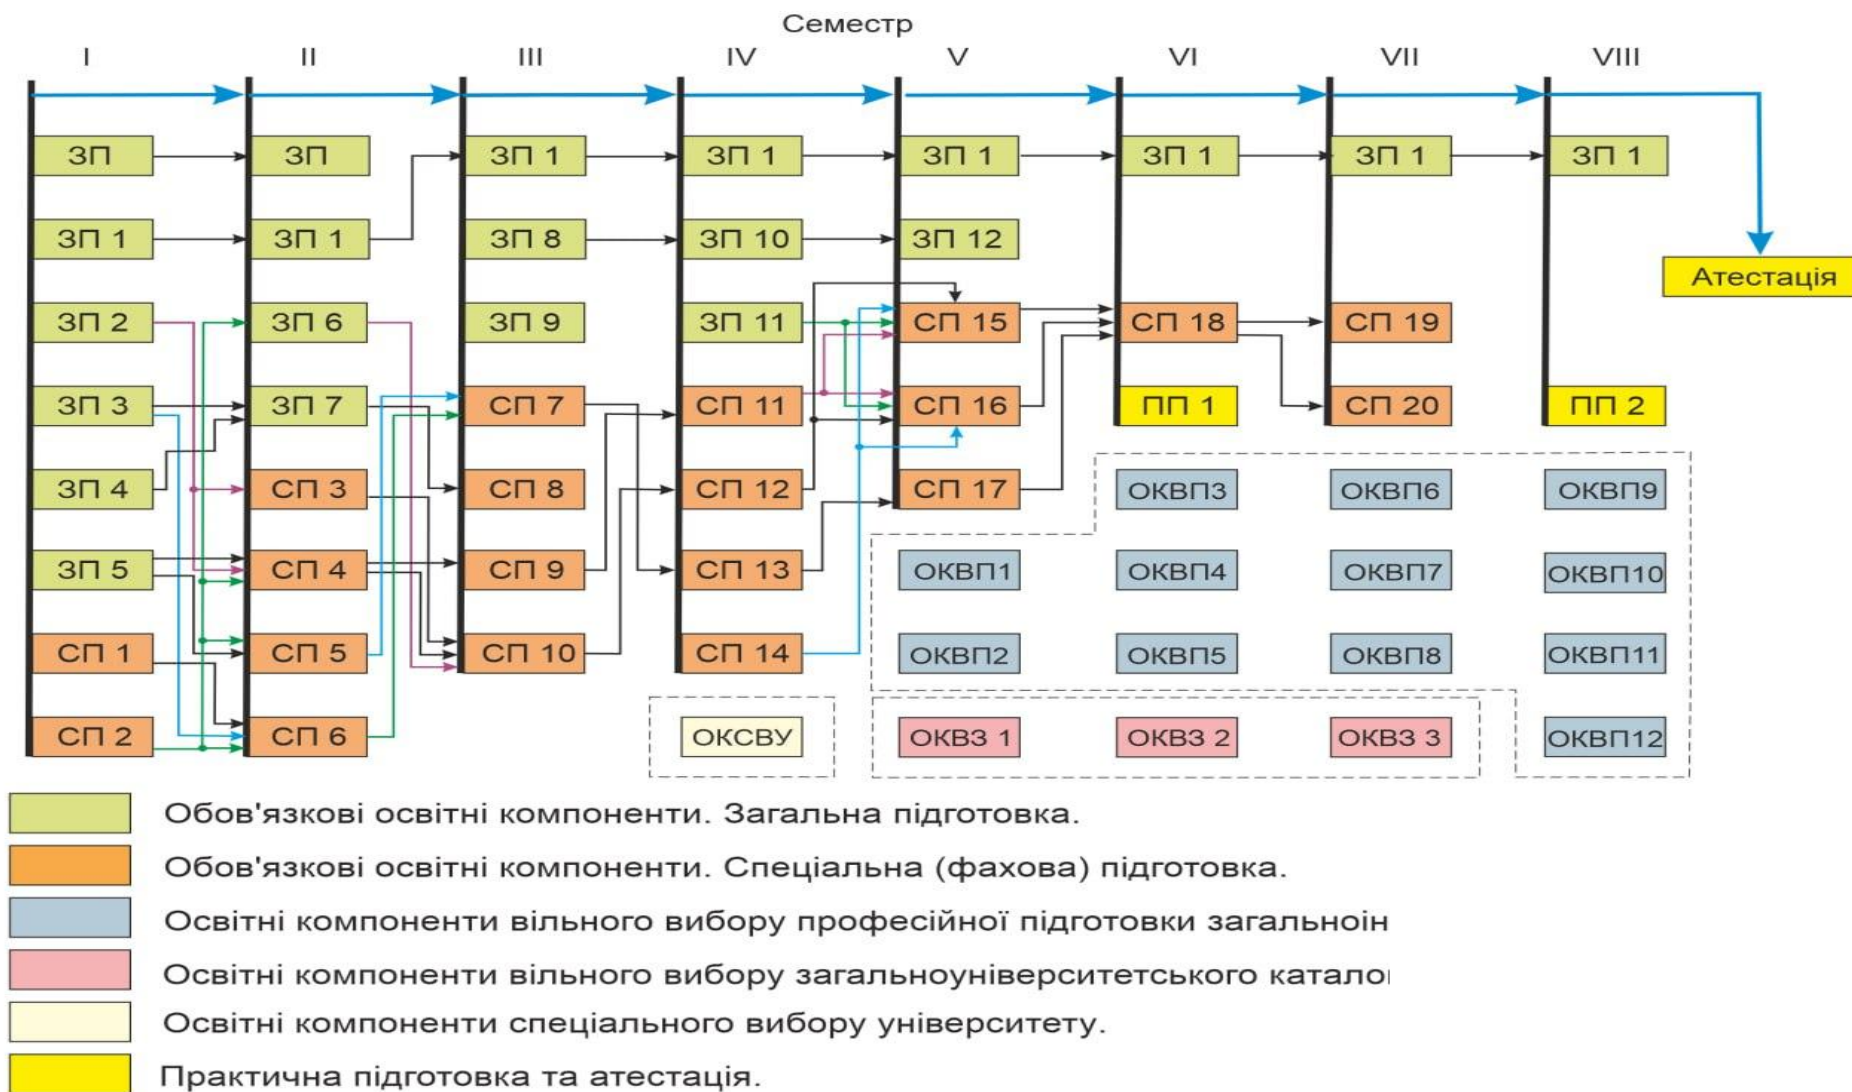 Семестр
I II III IV V VI VII VIII
ЗП ЗП ЗП 1 ЗП 1 ЗП 1 ЗП 1 ЗП 1 ЗП 1
ЗП 1 ЗП 1 ЗП 8 ЗП 10 ЗП 12
Атестація
ЗП 2 ЗП 6 ЗП 9 ЗП 11 СП 15 СП 18 СП 19
ЗП 3 ЗП 7 СП 7 СП 11 СП 16 ПП 1 СП 20 ПП 2
ЗП 4 СП 3 СП 8 СП 12 СП 17 ОКВП3 ОКВП6 ОКВП9
ЗП 5 СП 4 СП 9 СП 13 ОКВП1 ОКВП4 ОКВП7 ОКВП10
СП 1 СП 5 СП 10 СП 14 ОКВП2 ОКВП5 ОКВП8 ОКВП11
СП 2 СП 6 ОКСВУ ОКВЗ 1 ОКВЗ 2 ОКВЗ 3 ОКВП12
Обов'язкові освітні компоненти. Загальна підготовка.
Обов'язкові освітні компоненти. Спеціальна (фахова) підготовка.
Освітні компоненти вільного вибору професійної підготовки загальноін
Освітні компоненти вільного вибору загальноуніверситетського катало
Освітні компоненти спеціального вибору університету.
Практична підготовка та атестація.